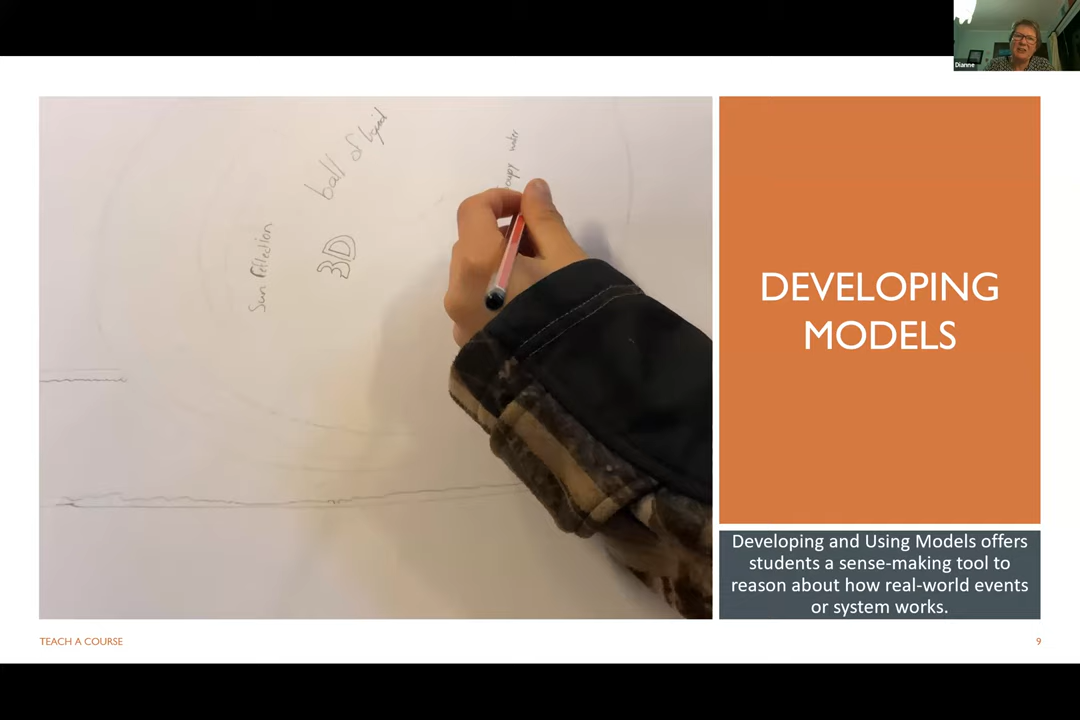 Dianne
ball of liquid
water
3D
Sun reflection
DEVELOPING
MODELS
Developing and Using Models offers
students a sense-making tool to
reason about how real-world events
or system works.
TEACH A COURSE
9